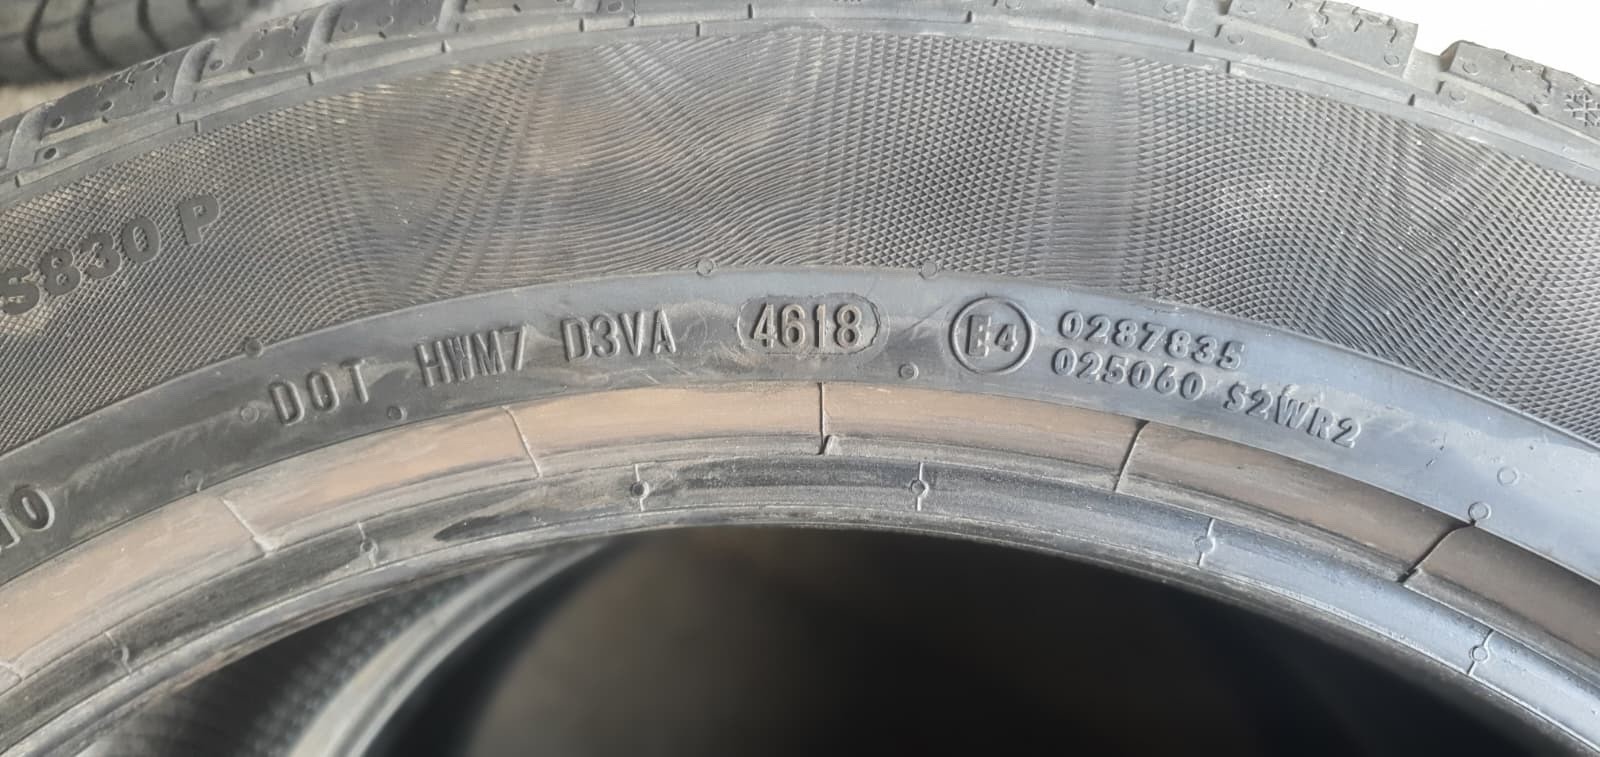 S830 P
DOT HWM7 D3VA 4618 E4 0287835
025060 S2WR2